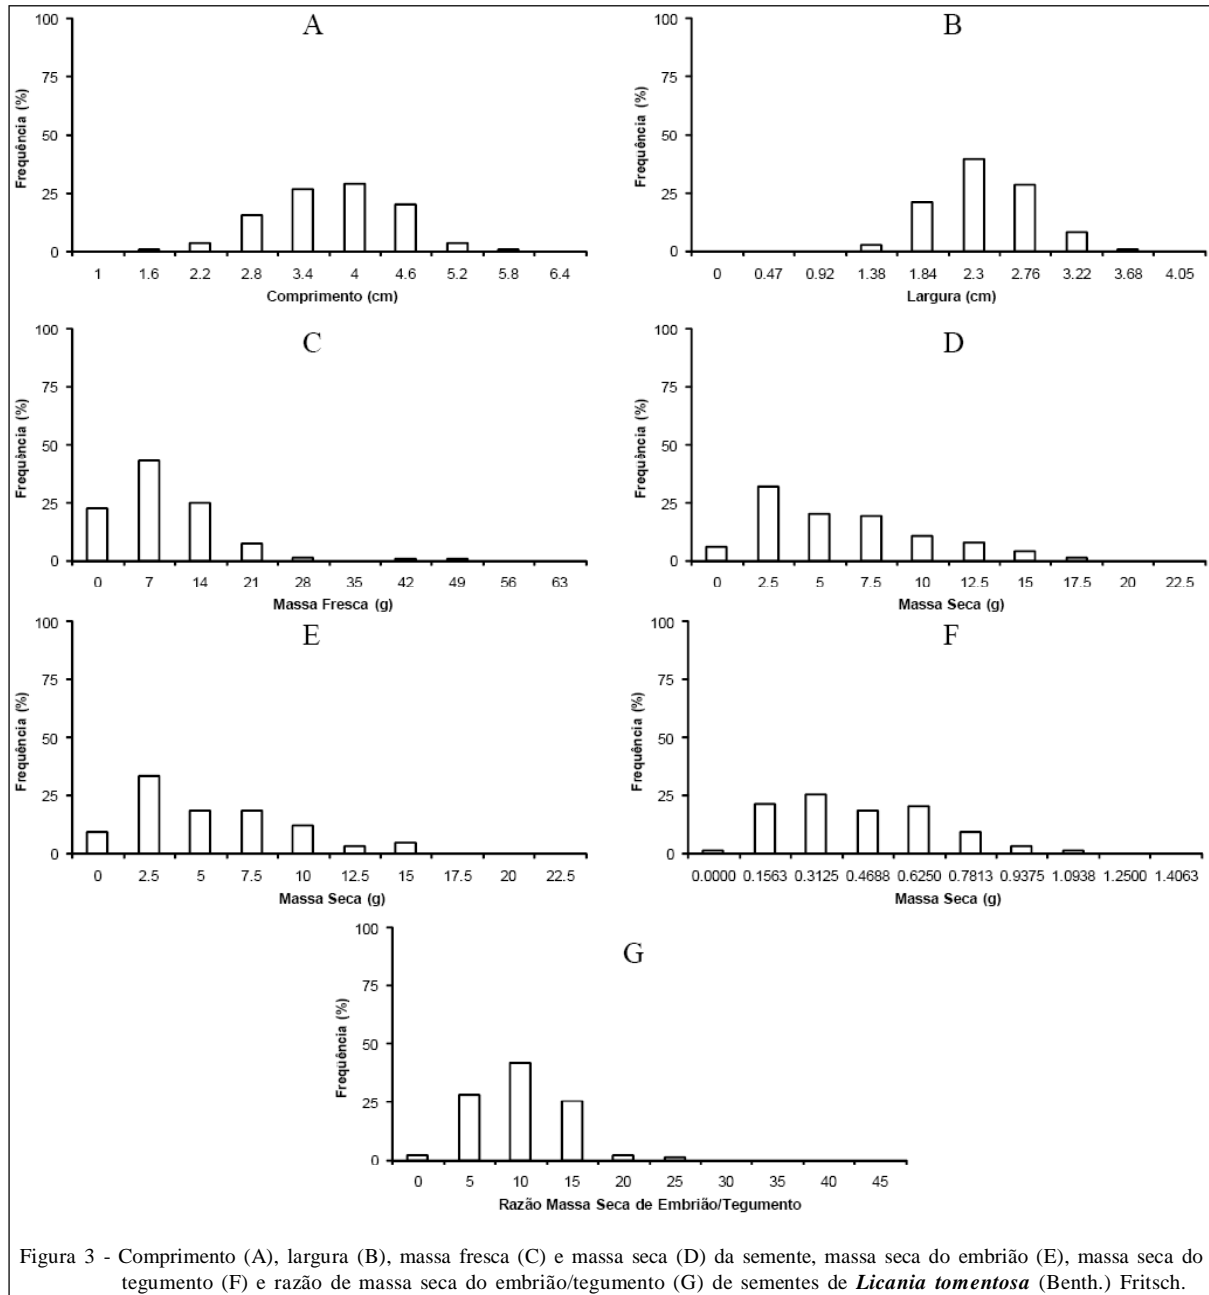 A
Frequência (%)
100
75
50
25
0
1 1.6 2.2 2.8 3.4 4 4.6 5.2 5.8 6.4
Comprimento (cm)
B
Frequência (%)
100
75
50
25
0
0 0.47 0.92 1.38 1.84 2.3 2.76 3.22 3.68 4.05
Largura (cm)
C
Frequência (%)
100
75
50
25
0
0 7 14 21 28 35 42 49 56 63
Massa Fresca (g)
D
Frequência (%)
100
75
50
25
0
0 2.5 5 7.5 10 12.5 15 17.5 20 22.5
Massa Seca (g)
E
Frequência (%)
100
75
50
25
0
0 2.5 5 7.5 10 12.5 15 17.5 20 22.5
Massa Seca (g)
F
Frequência (%)
100
75
50
25
0
0.0000 0.1563 0.3125 0.4688 0.6250 0.7813 0.9375 1.0938 1.2500 1.4063
Massa Seca (g)
G
Freqüência (%)
100
75
50
25
0
0 5 10 15 20 25 30 35 40 45
Razão Massa Seca de Embrião/Tegumento
Figura 3 - Comprimento (A), largura (B), massa fresca (C) e massa seca (D) da semente, massa seca do embrião (E), massa seca do
tegumento (F) e razão de massa seca do embrião/tegumento (G) de sementes de Licania tomentosa (Benth.) Fritsch.